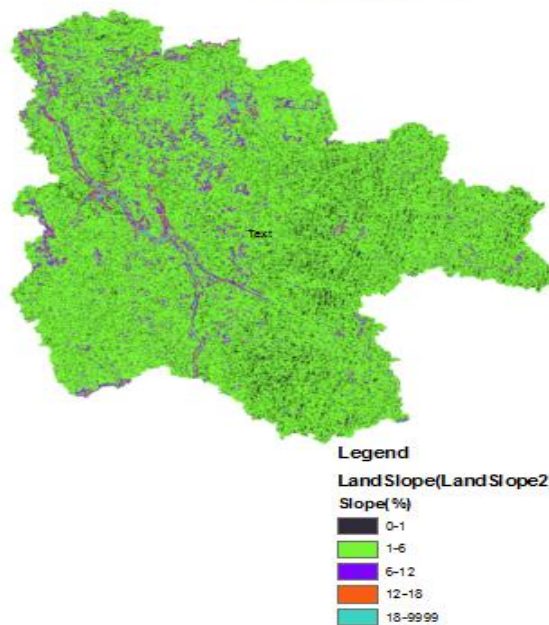 Text
Legend
LandSlope(LandSlope2
Slope(%)
0-1
1-6
6-12
12-18
18-9999